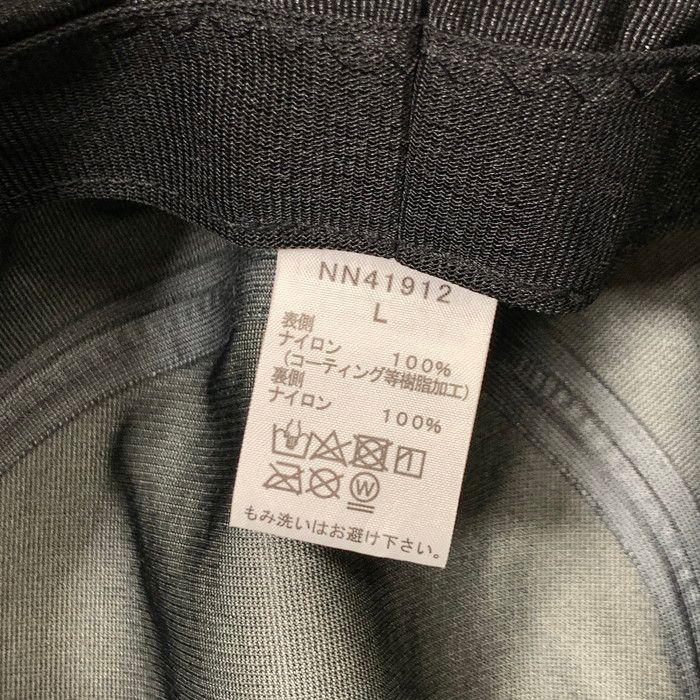 NN41912
L
表側
ナイロン 100%
(コーティング等樹脂加工)
裏側
ナイロン 100%
W
もみ洗いはお避け下さい。